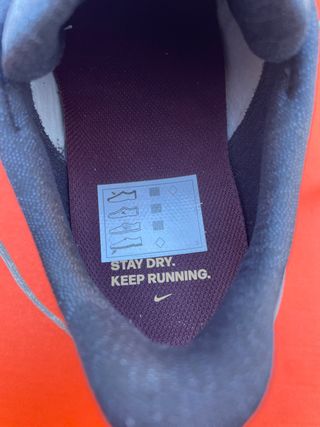 STAY DRY.
KEEP RUNNING.